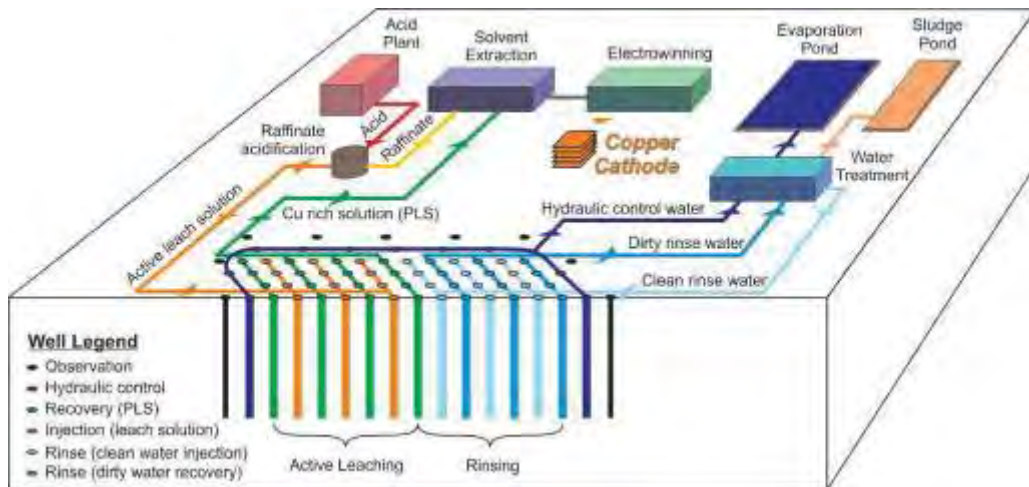 Acid
Plant
Solvent
Extraction
Electrowinning
Evaporation
Pond
Sludge
Pond
Raffinate
acidification
Acid
Raffinate
Copper
Cathode
Water
Treatment
Active leach solution
Cu rich solution (PLS)
Hydraulic control water
Dirty rinse water
Clean rinse water
Well Legend
Observation
Hydraulic control
Recovery (PLS)
Injection (leach solution)
Rinse (clean water injection)
Rinse (dirty water recovery)
Active Leaching
Rinsing